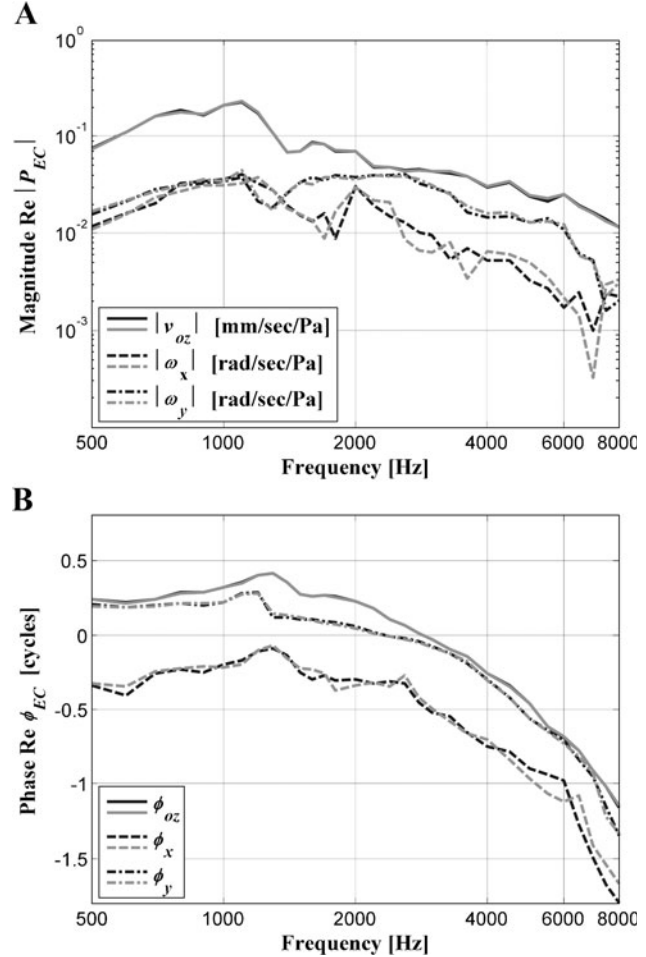 A
10^0
10^-1
10^-2
10^-3
Magnitude Re |P_EC|
|v_oz| [mm/sec/Pa]
|ω_x| [rad/sec/Pa]
|ω_y| [rad/sec/Pa]
500 1000 2000 4000 6000 8000
Frequency [Hz]
B
0.5
0
-0.5
-1
-1.5
Phase Re ϕ_EC [cycles]
ϕ_oz
ϕ_x
ϕ_y
500 1000 2000 4000 6000 8000
Frequency [Hz]